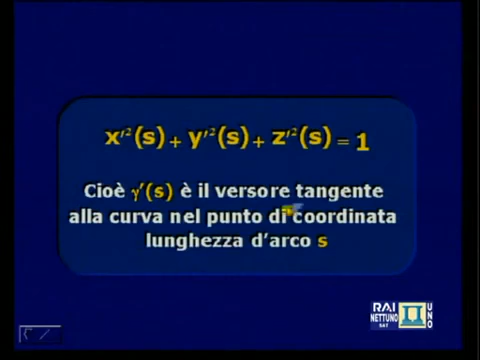 x'²(s) + y'²(s) + z'²(s) = 1
Cioè γ'(s) è il versore tangente
alla curva nel punto di coordinata
lunghezza d'arco s
RAI
NETTUNO
SAT
UNO